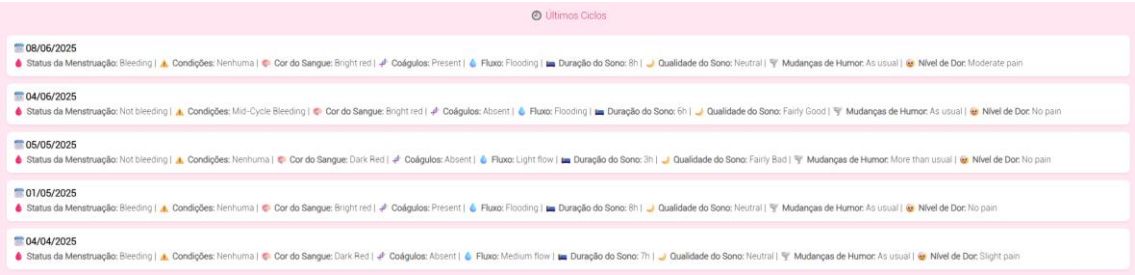 Últimos Ciclos
08/06/2025
Status da Menstruação: Bleeding | Condições: Nenhuma | Cor do Sangue: Bright red | Coágulos: Present | Fluxo: Flooding | Duração do Sono: 8h | Qualidade do Sono: Neutral | Mudanças de Humor: As usual | Nível de Dor: Moderate pain
04/06/2025
Status da Menstruação: Not bleeding | Condições: Mid-Cycle Bleeding | Cor do Sangue: Bright red | Coágulos: Absent | Fluxo: Flooding | Duração do Sono: 6h | Qualidade do Sono: Fairly Good | Mudanças de Humor: As usual | Nível de Dor: No pain
05/05/2025
Status da Menstruação: Not bleeding | Condições: Nenhuma | Cor do Sangue: Dark Red | Coágulos: Absent | Fluxo: Light flow | Duração do Sono: 3h | Qualidade do Sono: Fairly Bad | Mudanças de Humor: More than usual | Nível de Dor: No pain
01/05/2025
Status da Menstruação: Bleeding | Condições: Nenhuma | Cor do Sangue: Bright red | Coágulos: Present | Fluxo: Flooding | Duração do Sono: 8h | Qualidade do Sono: Neutral | Mudanças de Humor: As usual | Nível de Dor: No pain
04/04/2025
Status da Menstruação: Bleeding | Condições: Nenhuma | Cor do Sangue: Dark Red | Coágulos: Absent | Fluxo: Medium flow | Duração do Sono: 7h | Qualidade do Sono: Neutral | Mudanças de Humor: As usual | Nível de Dor: Slight pain